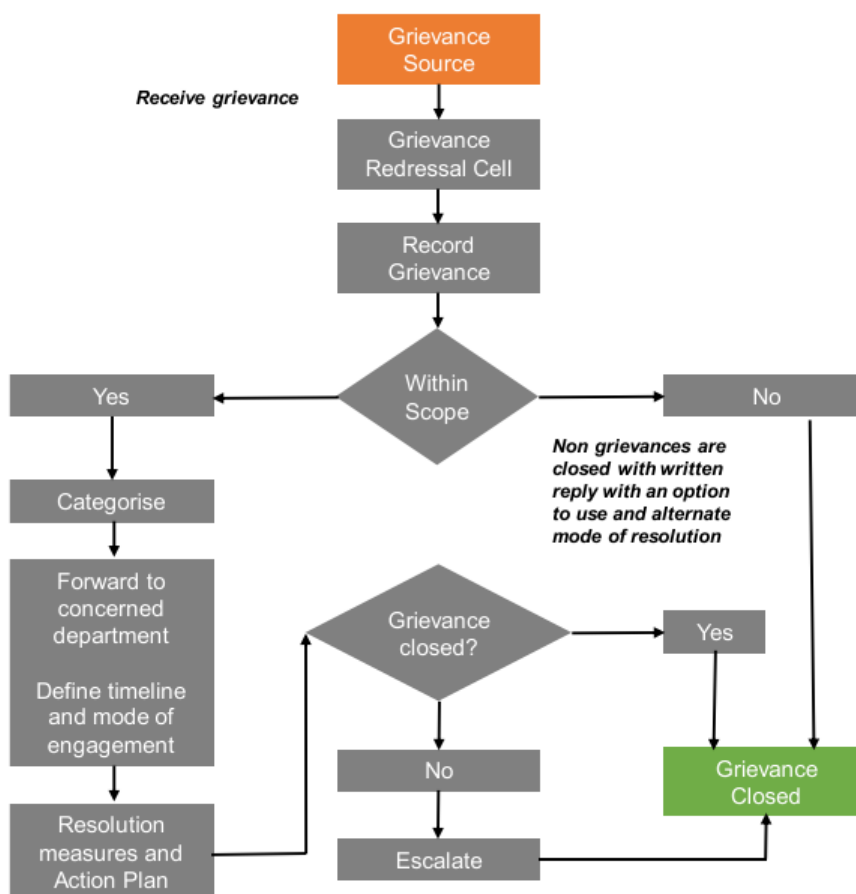 Grievance
Source
Receive grievance
Grievance
Redressal Cell
Record
Grievance
Within
Scope
Yes
No
Non grievances are
closed with written
reply with an option
to use and alternate
mode of resolution
Categorise
Forward to
concerned
department
Define timeline
and mode of
engagement
Resolution
measures and
Action Plan
Grievance
closed?
Yes
No
Escalate
Grievance
Closed